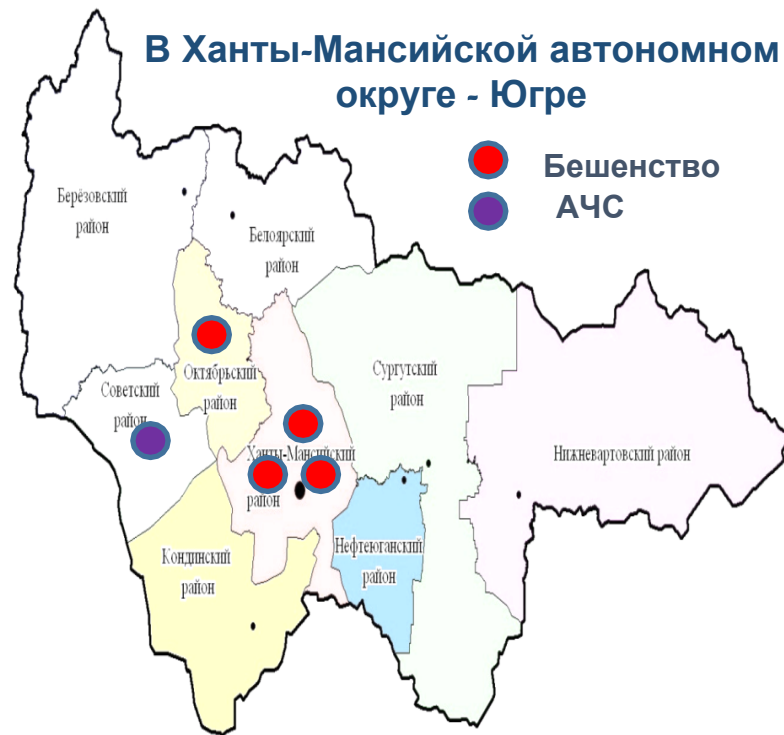 В Ханты-Мансийской автономном
округе - Югре
Бешенство
АЧС
Берёзовский
район
Белоярский
район
Октябрьский
район
Советский
район
Сургутский
район
Ханты-Мансийский
район
Нижневартовский район
Нефтеюганский
район
Кондинский
район